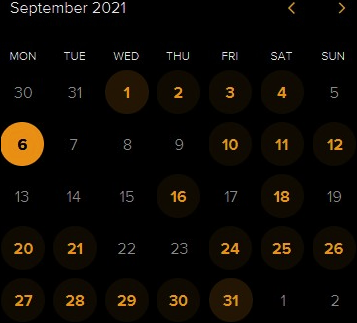 September 2021 < >
MON TUE WED THU FRI SAT SUN
30 31 1 2 3 4 5
6 7 8 9 10 11 12
13 14 15 16 17 18 19
20 21 22 23 24 25 26
27 28 29 30 31 1 2